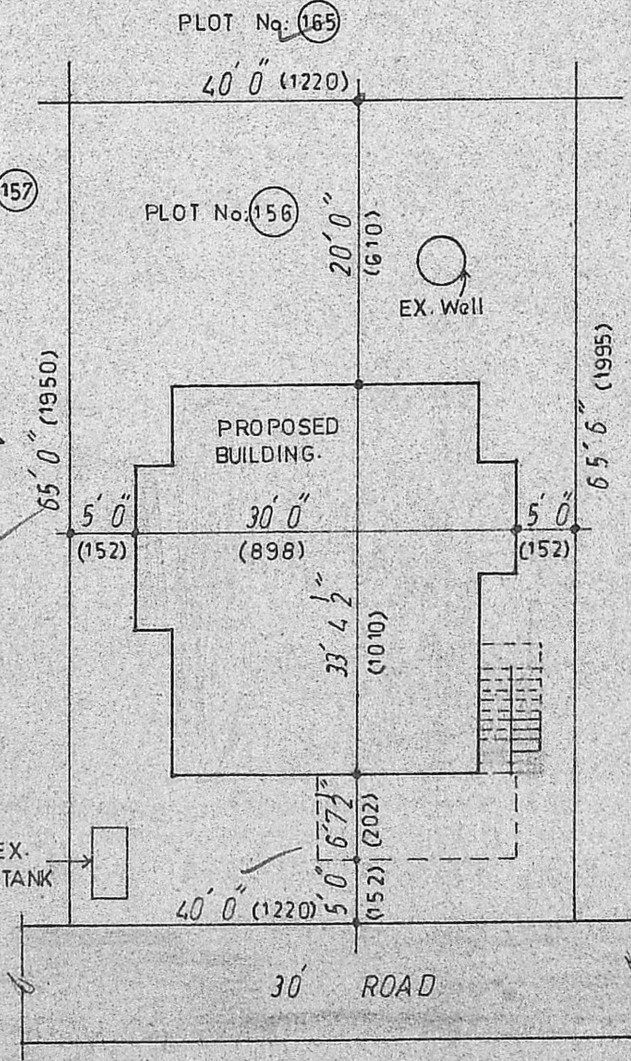 PLOT No: 165
40' 0" (1220)
157
PLOT No: 156
20' 0"
(610)
EX. Well
65' 0" (1950)
65' 6" (1995)
PROPOSED
BUILDING.
5' 0"
(152)
30' 0"
(898)
5' 0"
(152)
33' 4 1/2"
(1010)
6' 7 1/2"
(202)
EX.
TANK
40' 0" (1220)
5' 0"
(152)
30' ROAD